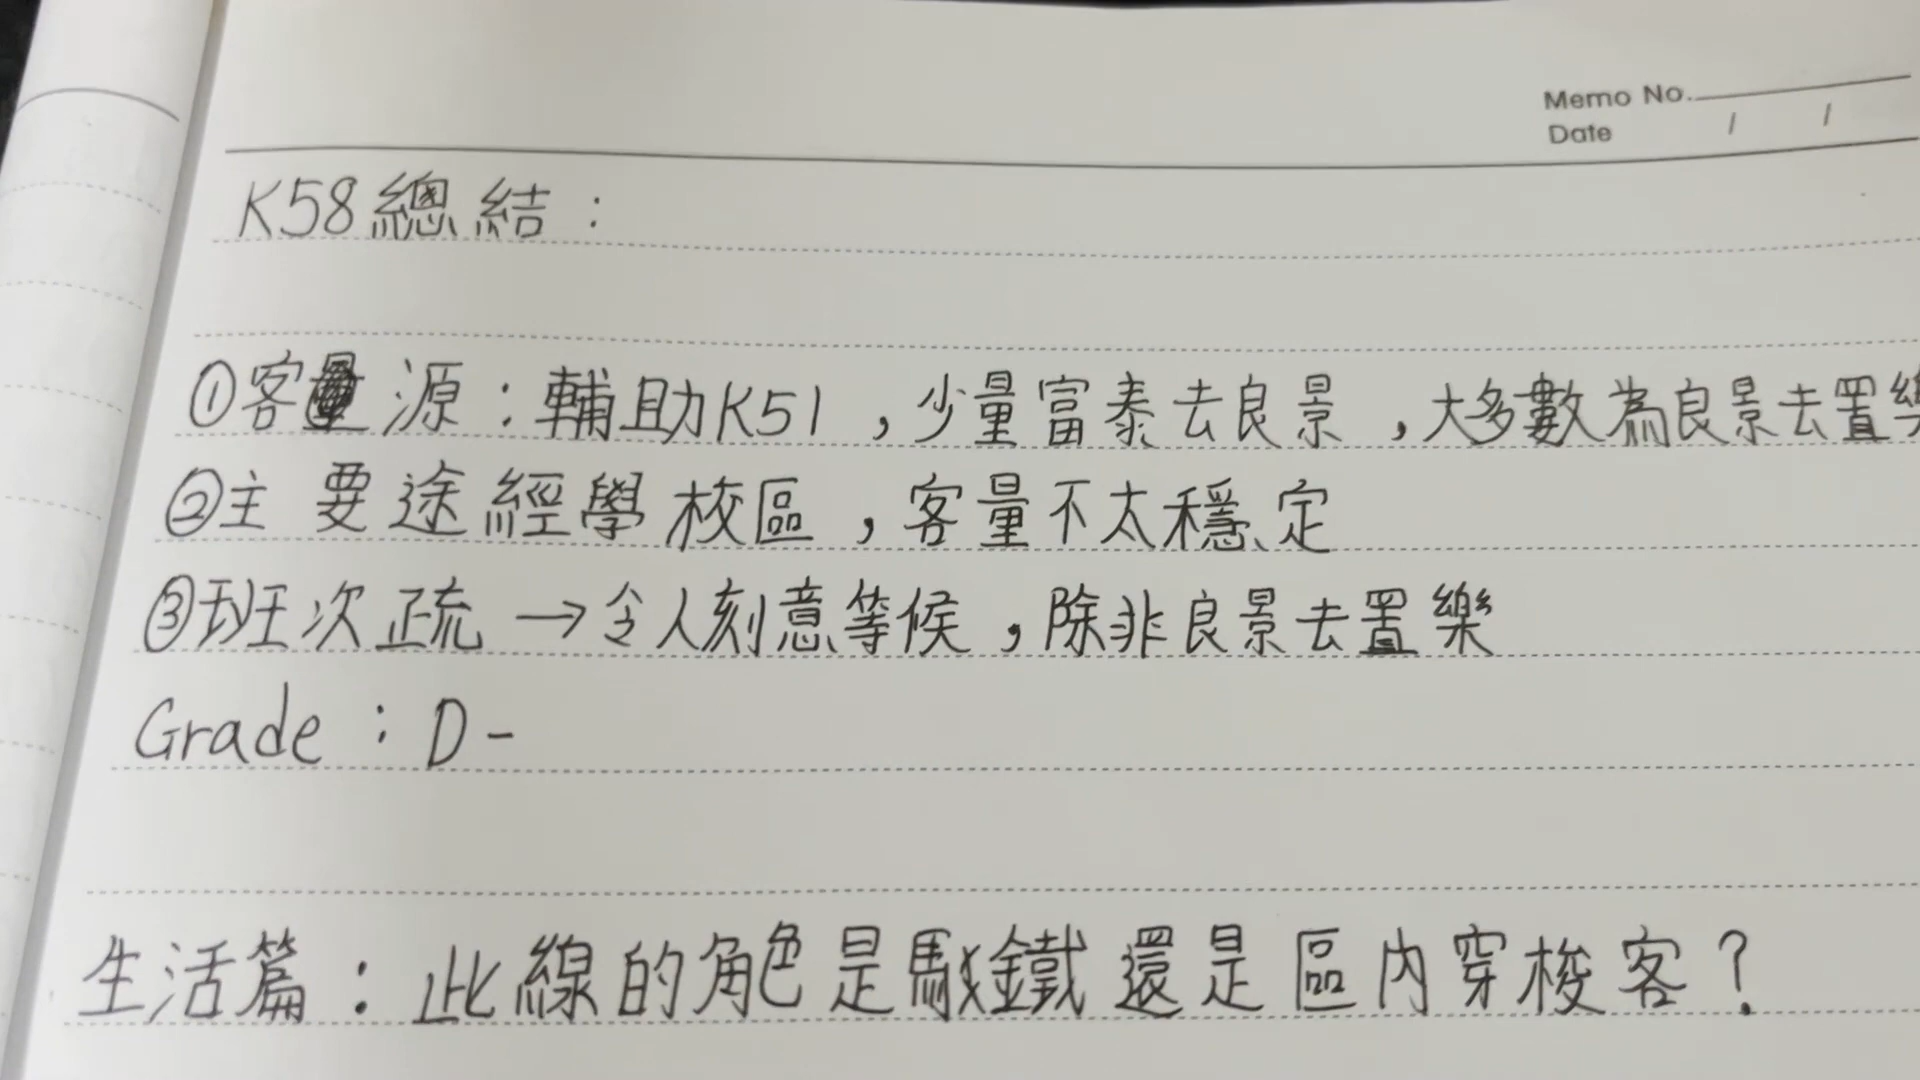 Memo No.
Date / /
K58總結：
①客源：輔助K51，少量富泰去良景，大多數為良景去置樂
②主要途經學校區，客量不太穩定
③班次疏→令人刻意等候，除非良景去置樂
Grade：D-
生活篇：此線的角色是駁鐵還是區內穿梭客？